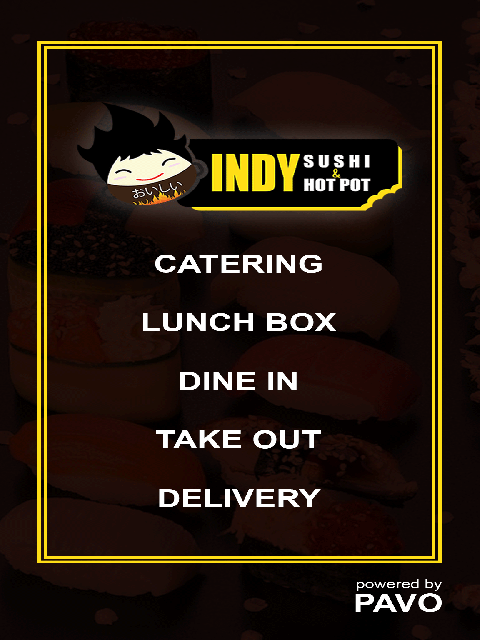 おいしい
INDY SUSHI
&
HOT POT
CATERING
LUNCH BOX
DINE IN
TAKE OUT
DELIVERY
powered by
PAVO